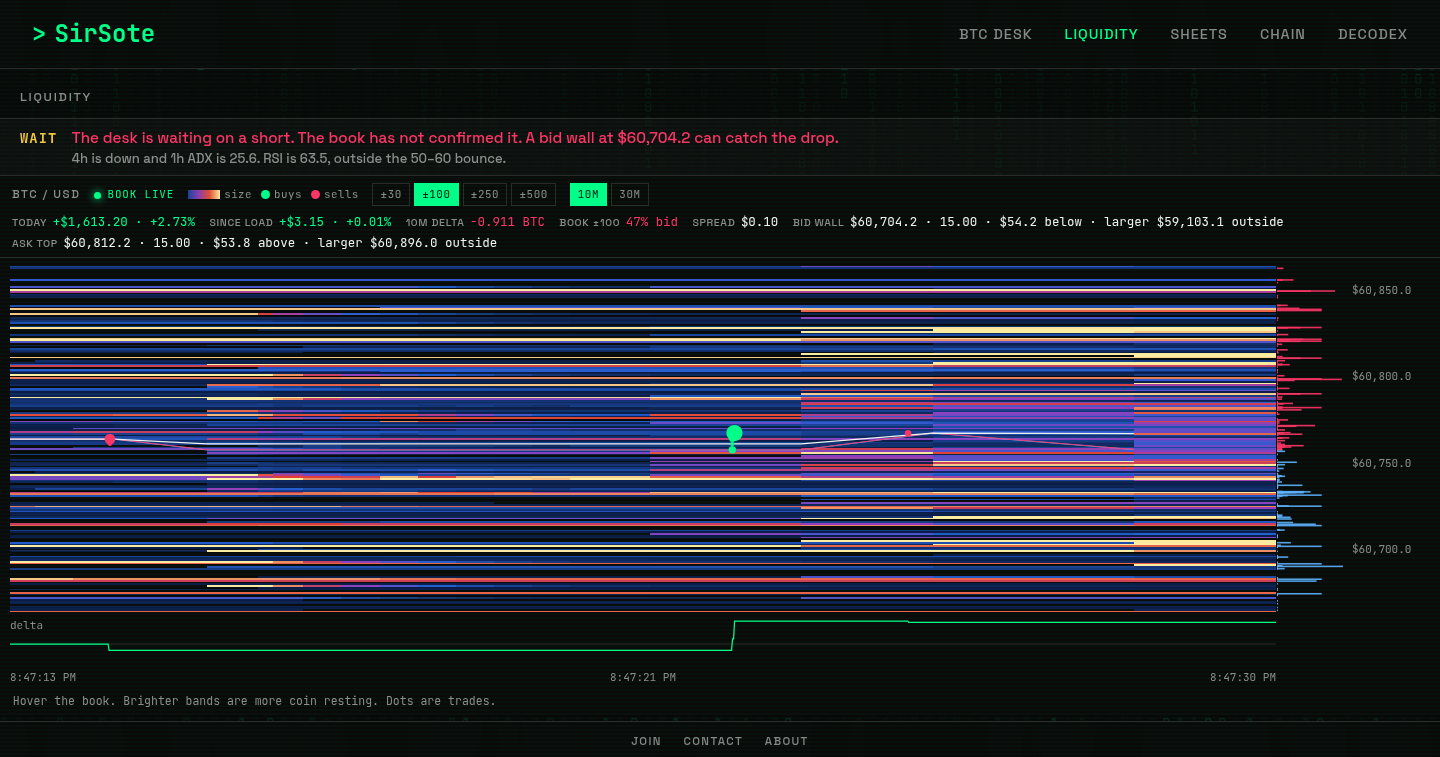 > SirSote
BTC DESK LIQUIDITY SHEETS CHAIN DECODEX
LIQUIDITY
WAIT The desk is waiting on a short. The book has not confirmed it. A bid wall at $60,704.2 can catch the drop.
4h is down and 1h ADX is 25.6. RSI is 63.5, outside the 50–60 bounce.
BTC / USD BOOK LIVE size buys sells ±30 ±100 ±250 ±500 10M 30M
TODAY +$1,613.20 · +2.73% SINCE LOAD +$3.15 · +0.01% 10M DELTA -0.911 BTC BOOK ±100 47% bid SPREAD $0.10 BID WALL $60,704.2 · 15.00 · $54.2 below · larger $59,103.1 outside
ASK TOP $60,812.2 · 15.00 · $53.8 above · larger $60,896.0 outside
$60,850.0
$60,800.0
$60,750.0
$60,700.0
delta
8:47:13 PM 8:47:21 PM 8:47:30 PM
Hover the book. Brighter bands are more coin resting. Dots are trades.
JOIN CONTACT ABOUT